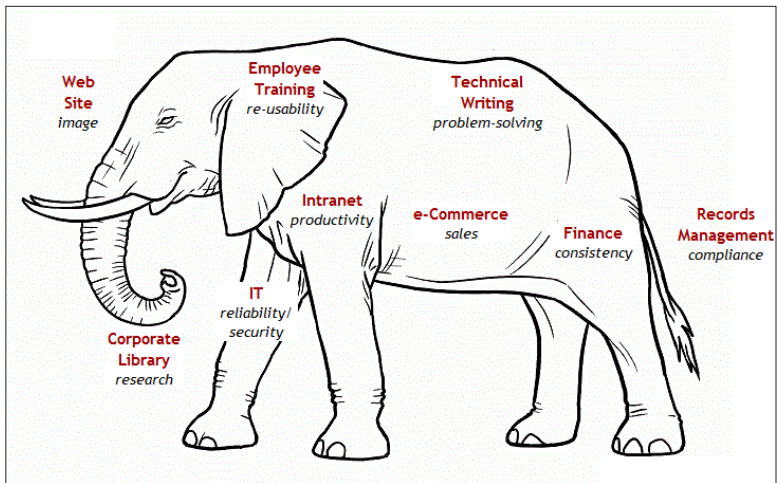 Web
Site
image
Employee
Training
re-usability
Technical
Writing
problem-solving
Intranet
productivity
e-Commerce
sales
Finance
consistency
Records
Management
compliance
IT
reliability/
security
Corporate
Library
research